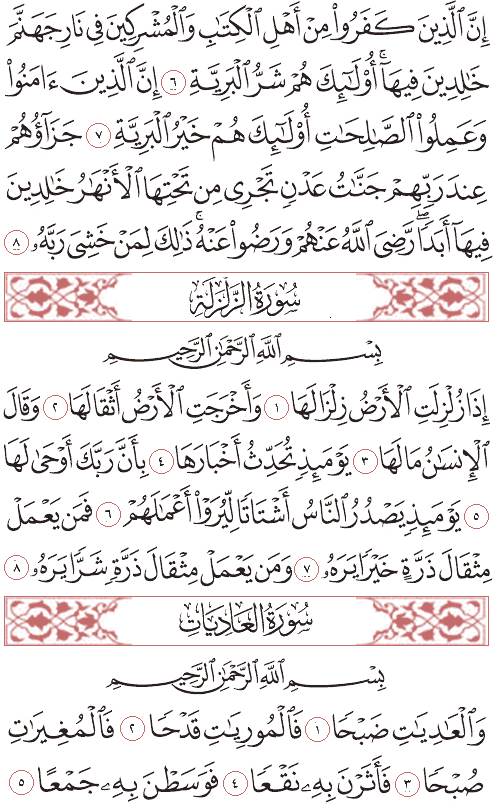 إِنَّ ٱلَّذِينَ كَفَرُوا۟ مِنْ أَهْلِ ٱلْكِتَٰبِ وَٱلْمُشْرِكِينَ فِى نَارِ جَهَنَّمَ
خَٰلِدِينَ فِيهَآ ۚ أُو۟لَٰٓئِكَ هُمْ شَرُّ ٱلْبَرِيَّةِ ٦ إِنَّ ٱلَّذِينَ ءَامَنُوا۟
وَعَمِلُوا۟ ٱلصَّٰلِحَٰتِ أُو۟لَٰٓئِكَ هُمْ خَيْرُ ٱلْبَرِيَّةِ ٧ جَزَآؤُهُمْ
عِندَ رَبِّهِمْ جَنَّٰتُ عَدْنٍ تَجْرِى مِن تَحْتِهَا ٱلْأَنْهَٰرُ خَٰلِدِينَ
فِيهَآ أَبَدًا ۖ رَّضِىَ ٱللَّهُ عَنْهُمْ وَرَضُوا۟ عَنْهُ ۚ ذَٰلِكَ لِمَنْ خَشِىَ رَبَّهُۥ ٨
سُورَةُ الزَّلْزَلَةِ
بِسْمِ ٱللَّهِ ٱلرَّحْمَٰنِ ٱلرَّحِيمِ
إِذَا زُلْزِلَتِ ٱلْأَرْضُ زِلْزَالَهَا ١ وَأَخْرَجَتِ ٱلْأَرْضُ أَثْقَالَهَا ٢ وَقَالَ
ٱلْإِنسَٰنُ مَا لَهَا ٣ يَوْمَئِذٍ تُحَدِّثُ أَخْبَارَهَا ٤ بِأَنَّ رَبَّكَ أَوْحَىٰ لَهَا
٥ يَوْمَئِذٍ يَصْدُرُ ٱلنَّاسُ أَشْتَاتًا لِّيُرَوْا۟ أَعْمَٰلَهُمْ ٦ فَمَن يَعْمَلْ
مِثْقَالَ ذَرَّةٍ خَيْرًا يَرَهُۥ ٧ وَمَن يَعْمَلْ مِثْقَالَ ذَرَّةٍ شَرًّا يَرَهُۥ ٨
سُورَةُ العَادِيَاتِ
بِسْمِ ٱللَّهِ ٱلرَّحْمَٰنِ ٱلرَّحِيمِ
وَٱلْعَٰدِيَٰتِ ضَبْحًا ١ فَٱلْمُورِيَٰتِ قَدْحًا ٢ فَٱلْمُغِيرَٰتِ
صُبْحًا ٣ فَأَثَرْنَ بِهِۦ نَقْعًا ٤ فَوَسَطْنَ بِهِۦ جَمْعًا ٥